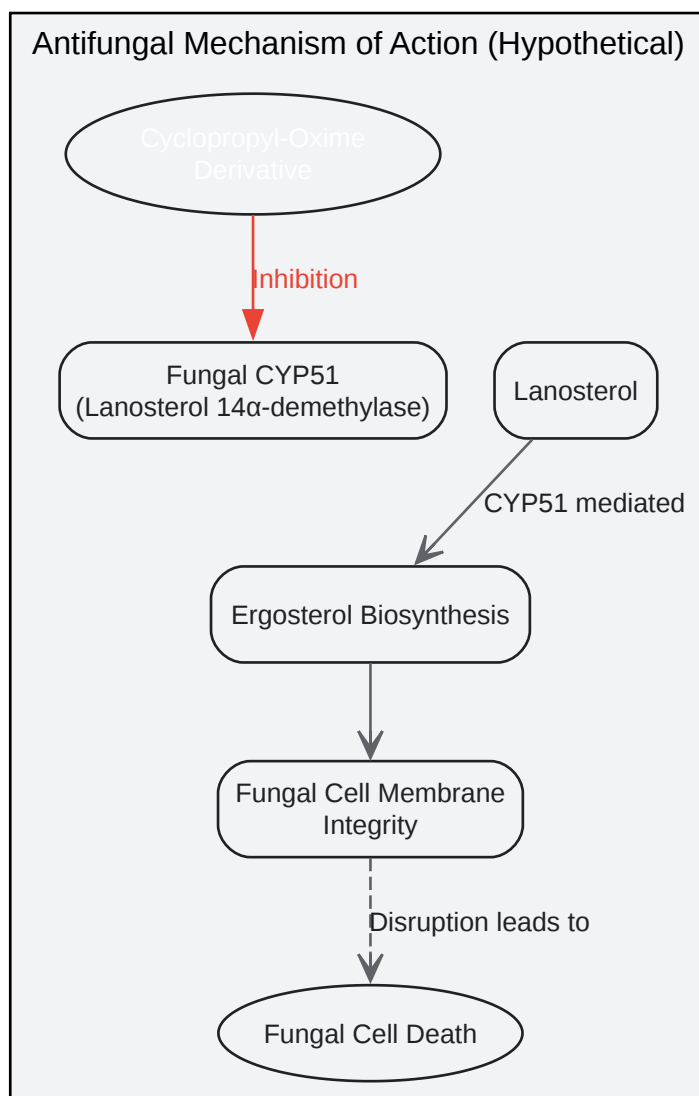 Antifungal Mechanism of Action (Hypothetical)
Cyclopropyl-Oxime
Derivative
Inhibition
Fungal CYP51
(Lanosterol 14α-demethylase)
Lanosterol
CYP51 mediated
Ergosterol Biosynthesis
Fungal Cell Membrane
Integrity
Disruption leads to
Fungal Cell Death